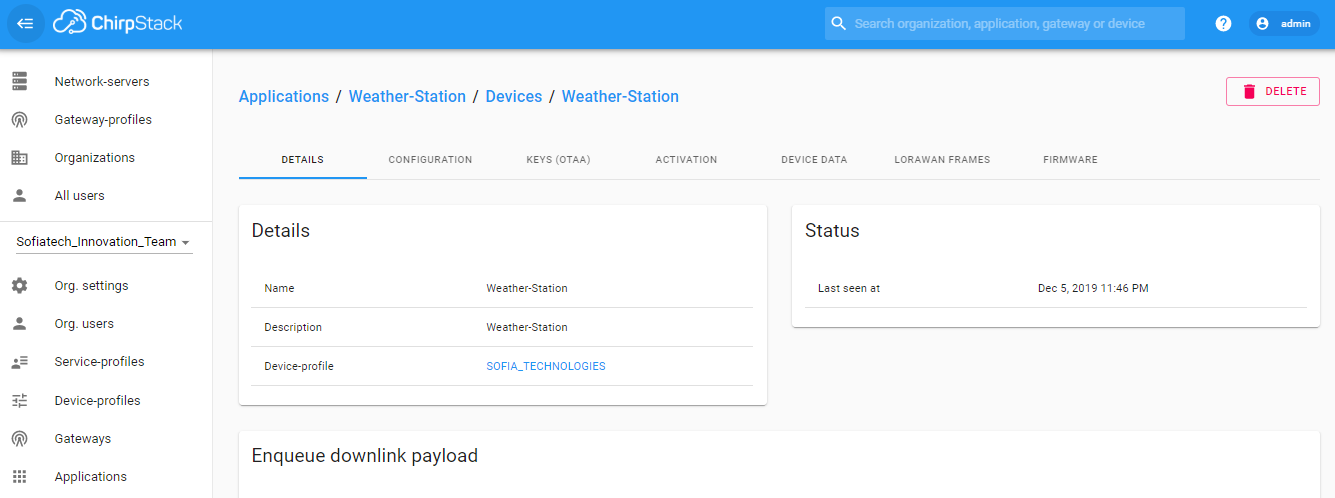 ChirpStack
Search organization, application, gateway or device
? admin
Network-servers
Gateway-profiles
Organizations
All users
Sofiatech_Innovation_Team
Org. settings
Org. users
Service-profiles
Device-profiles
Gateways
Applications
Applications / Weather-Station / Devices / Weather-Station
DELETE
DETAILS CONFIGURATION KEYS (OTAA) ACTIVATION DEVICE DATA LORAWAN FRAMES FIRMWARE
Details
Name Weather-Station
Description Weather-Station
Device-profile SOFIA_TECHNOLOGIES
Status
Last seen at Dec 5, 2019 11:46 PM
Enqueue downlink payload